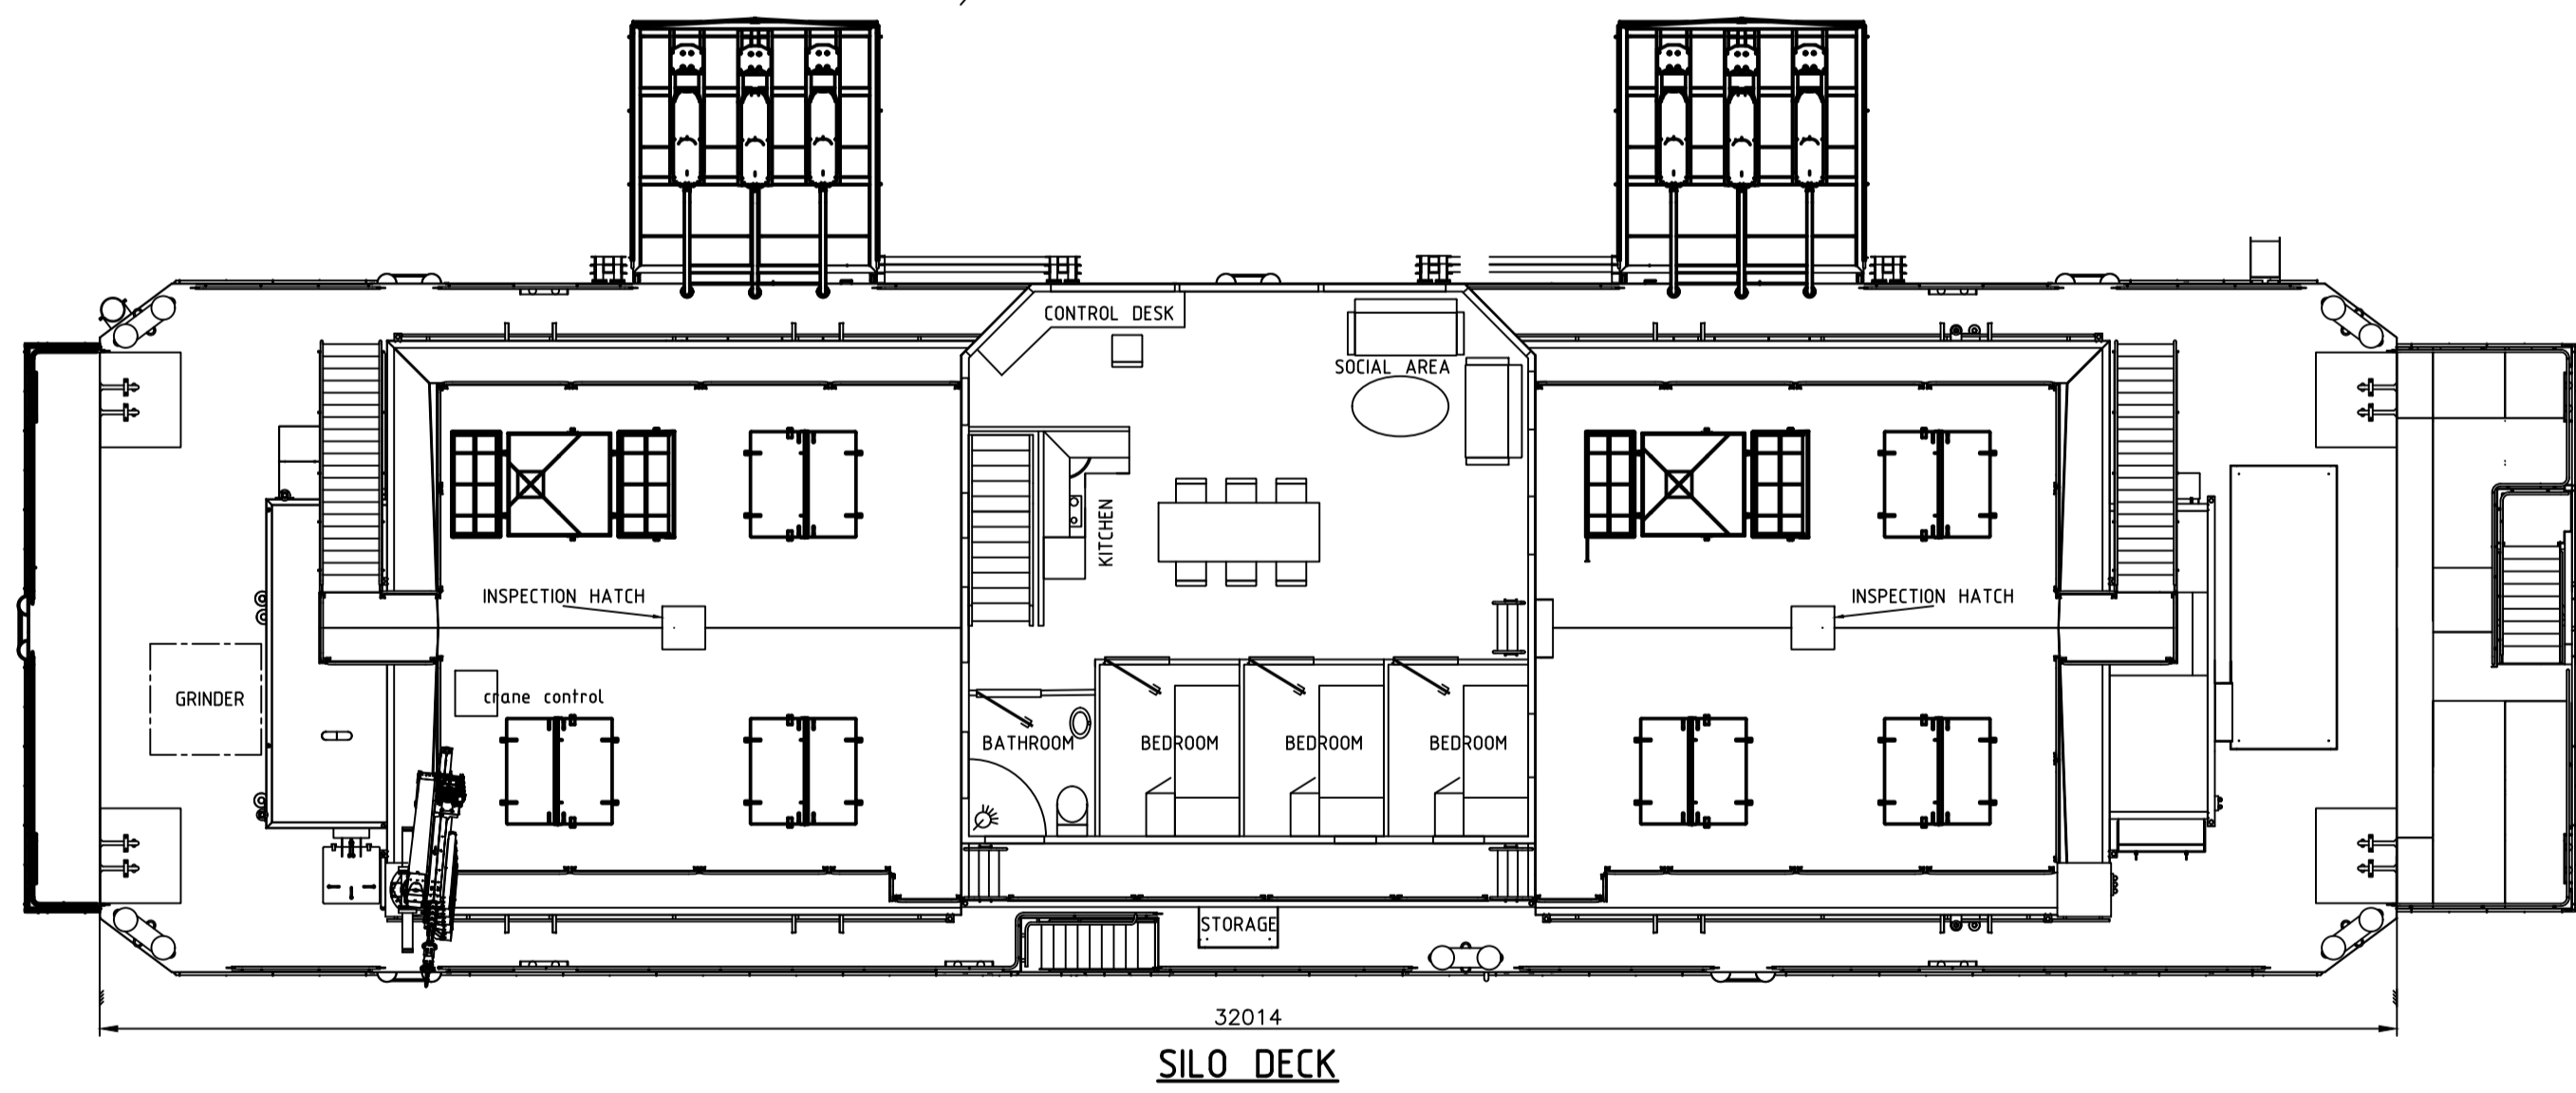 CONTROL DESK
SOCIAL AREA
KITCHEN
INSPECTION HATCH
INSPECTION HATCH
GRINDER
crane control
BATHROOM
BEDROOM
BEDROOM
BEDROOM
STORAGE
32014
SILO DECK